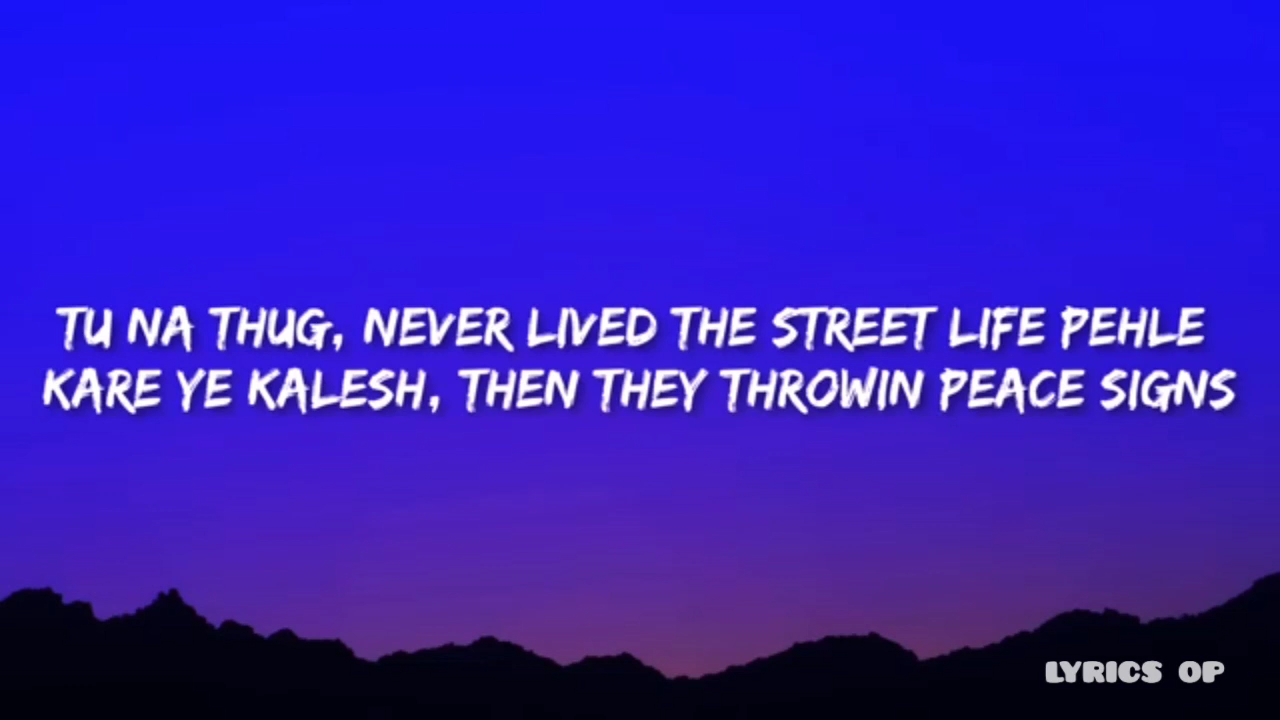 TU NA THUG, NEVER LIVED THE STREET LIFE PEHLE
KARE YE KALESH, THEN THEY THROWIN PEACE SIGNS
LYRICS OP